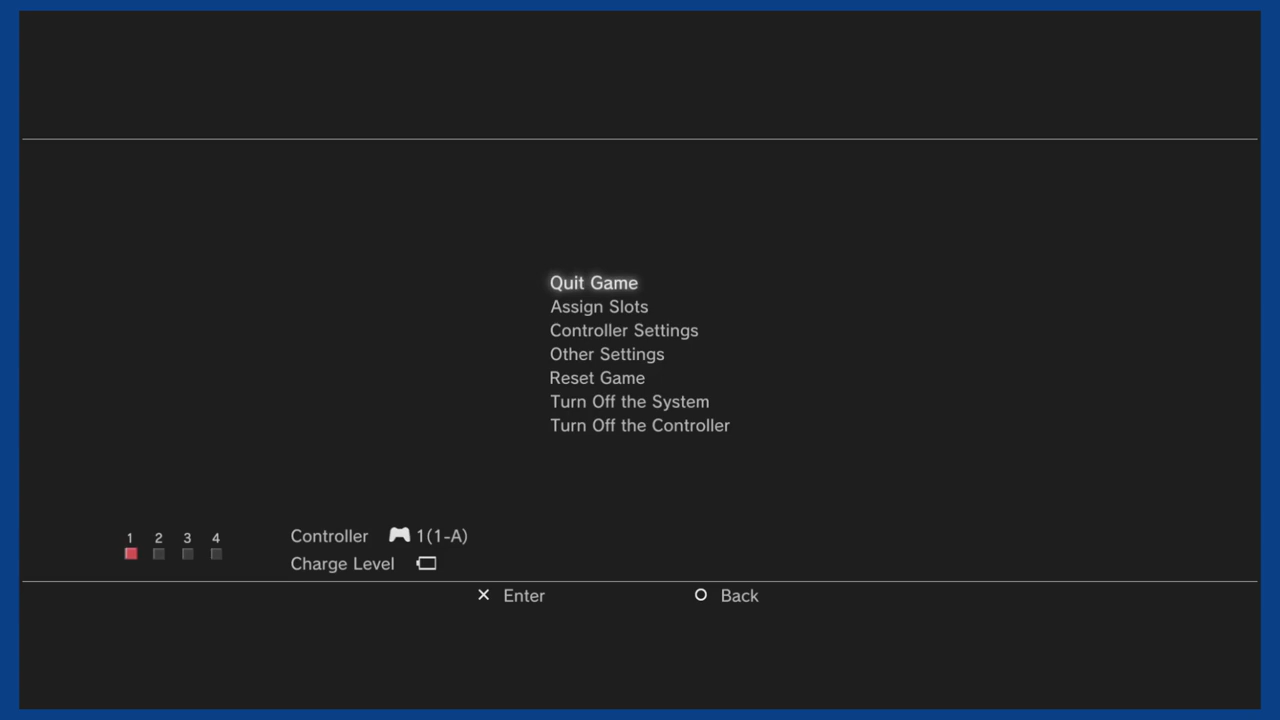 Quit Game
Assign Slots
Controller Settings
Other Settings
Reset Game
Turn Off the System
Turn Off the Controller
1 2 3 4
Controller 1(1-A)
Charge Level
Enter Back